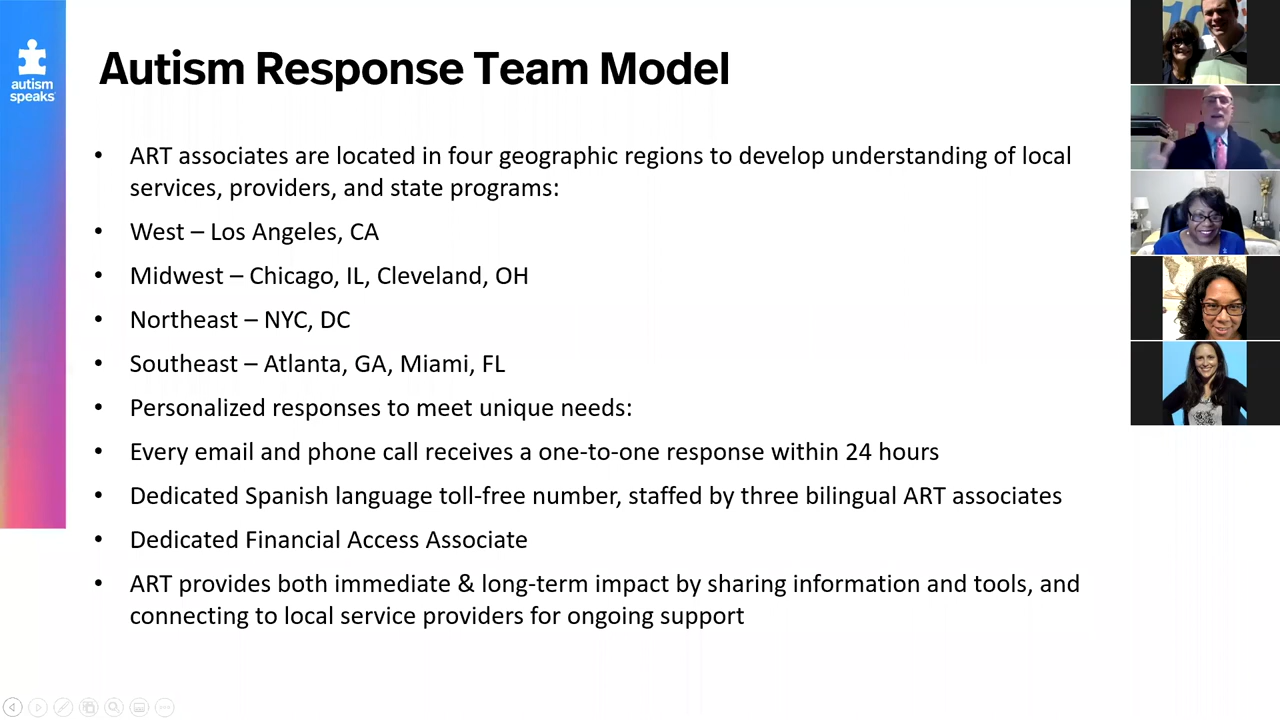 autism
speaks
Autism Response Team Model
• ART associates are located in four geographic regions to develop understanding of local
services, providers, and state programs:
• West – Los Angeles, CA
• Midwest – Chicago, IL, Cleveland, OH
• Northeast – NYC, DC
• Southeast – Atlanta, GA, Miami, FL
• Personalized responses to meet unique needs:
• Every email and phone call receives a one-to-one response within 24 hours
• Dedicated Spanish language toll-free number, staffed by three bilingual ART associates
• Dedicated Financial Access Associate
• ART provides both immediate & long-term impact by sharing information and tools, and
connecting to local service providers for ongoing support